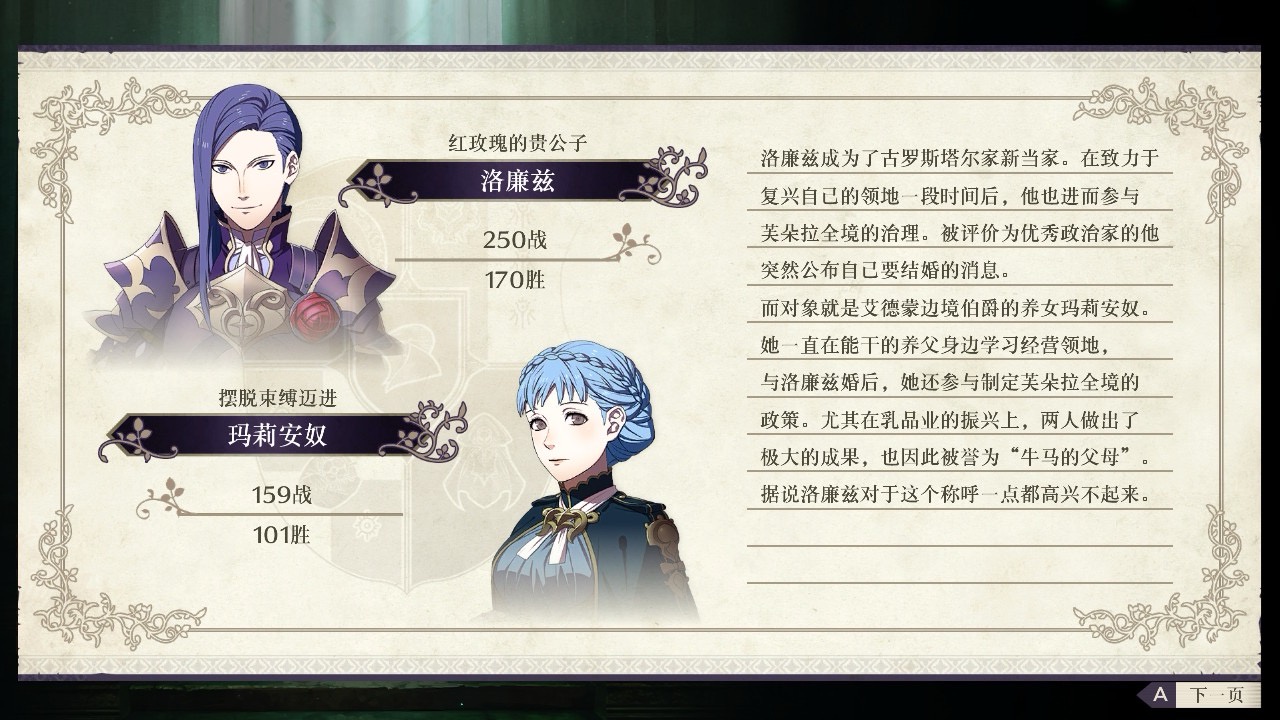 红玫瑰的贵公子
洛廉兹
250战
170胜
摆脱束缚迈进
玛莉安奴
159战
101胜
洛廉兹成为了古罗斯塔尔家新当家。在致力于
复兴自己的领地一段时间后，他也进而参与
芙朵拉全境的治理。被评价为优秀政治家的他
突然公布自己要结婚的消息。
而对象就是艾德蒙边境伯爵的养女玛莉安奴。
她一直在能干的养父身边学习经营领地，
与洛廉兹婚后，她还参与制定芙朵拉全境的
政策。尤其在乳品业的振兴上，两人做出了
极大的成果，也因此被誉为“牛马的父母”。
据说洛廉兹对于这个称呼一点都高兴不起来。
A 下一页